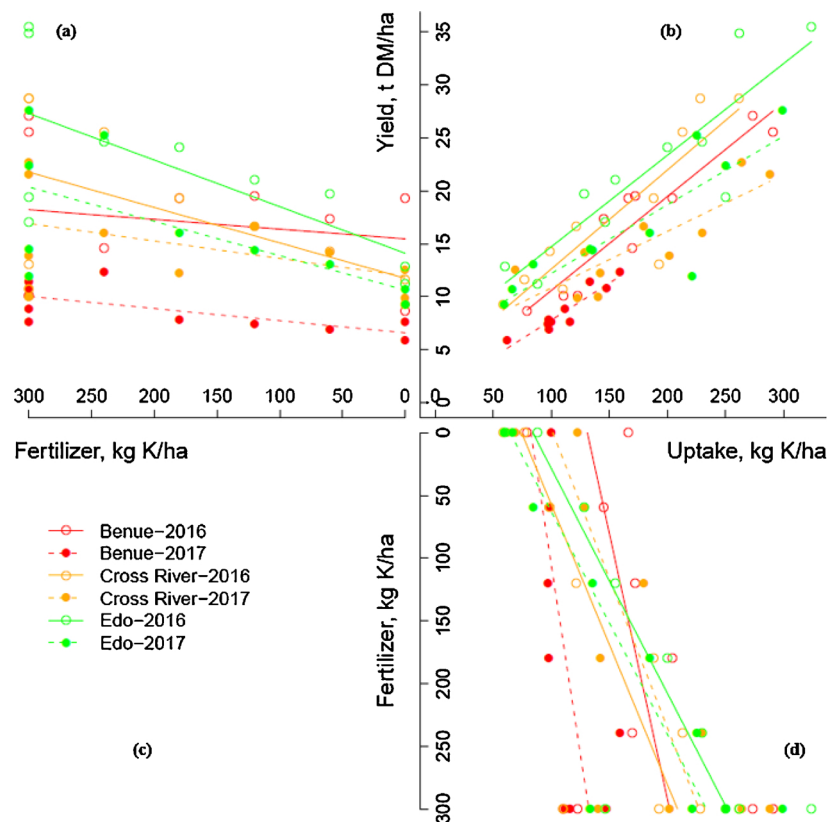 (a)
(b)
Yield, t DM/ha
35
30
25
20
15
10
5
0
300 250 200 150 100 50 0
0 50 100 150 200 250 300
Fertilizer, kg K/ha
Uptake, kg K/ha
0
50
100
150
200
250
300
Fertilizer, kg K/ha
Benue−2016
Benue−2017
Cross River−2016
Cross River−2017
Edo−2016
Edo−2017
(c)
(d)